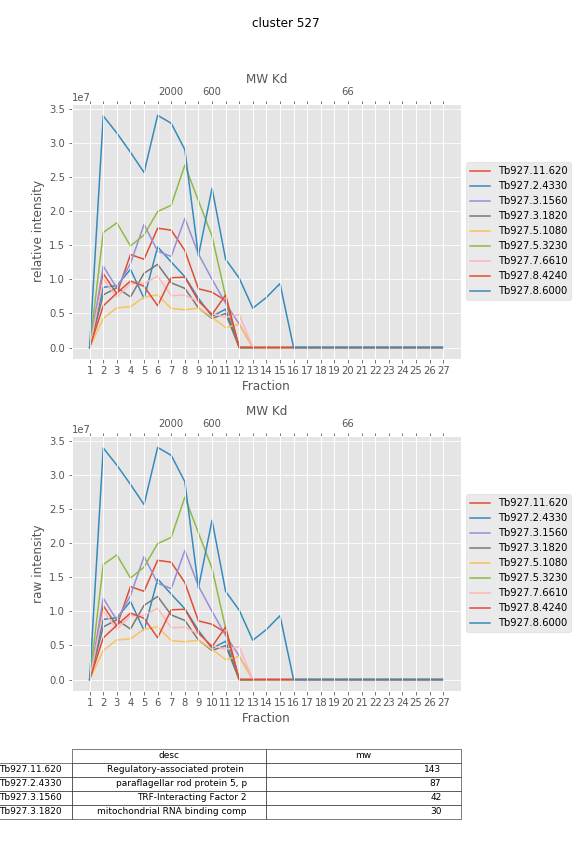 cluster 527
MW Kd
2000 600 66
1e7
3.5
3.0
2.5
2.0
1.5
1.0
0.5
0.0
relative intensity
1 2 3 4 5 6 7 8 9 10 11 12 13 14 15 16 17 18 19 20 21 22 23 24 25 26 27
Fraction
Tb927.11.620
Tb927.2.4330
Tb927.3.1560
Tb927.3.1820
Tb927.5.1080
Tb927.5.3230
Tb927.7.6610
Tb927.8.4240
Tb927.8.6000
MW Kd
2000 600 66
1e7
3.5
3.0
2.5
2.0
1.5
1.0
0.5
0.0
raw intensity
1 2 3 4 5 6 7 8 9 10 11 12 13 14 15 16 17 18 19 20 21 22 23 24 25 26 27
Fraction
Tb927.11.620
Tb927.2.4330
Tb927.3.1560
Tb927.3.1820
Tb927.5.1080
Tb927.5.3230
Tb927.7.6610
Tb927.8.4240
Tb927.8.6000
desc mw
Tb927.11.620 Regulatory-associated protein 143
Tb927.2.4330 paraflagellar rod protein 5, p 87
Tb927.3.1560 TRF-Interacting Factor 2 42
Tb927.3.1820 mitochondrial RNA binding comp 30